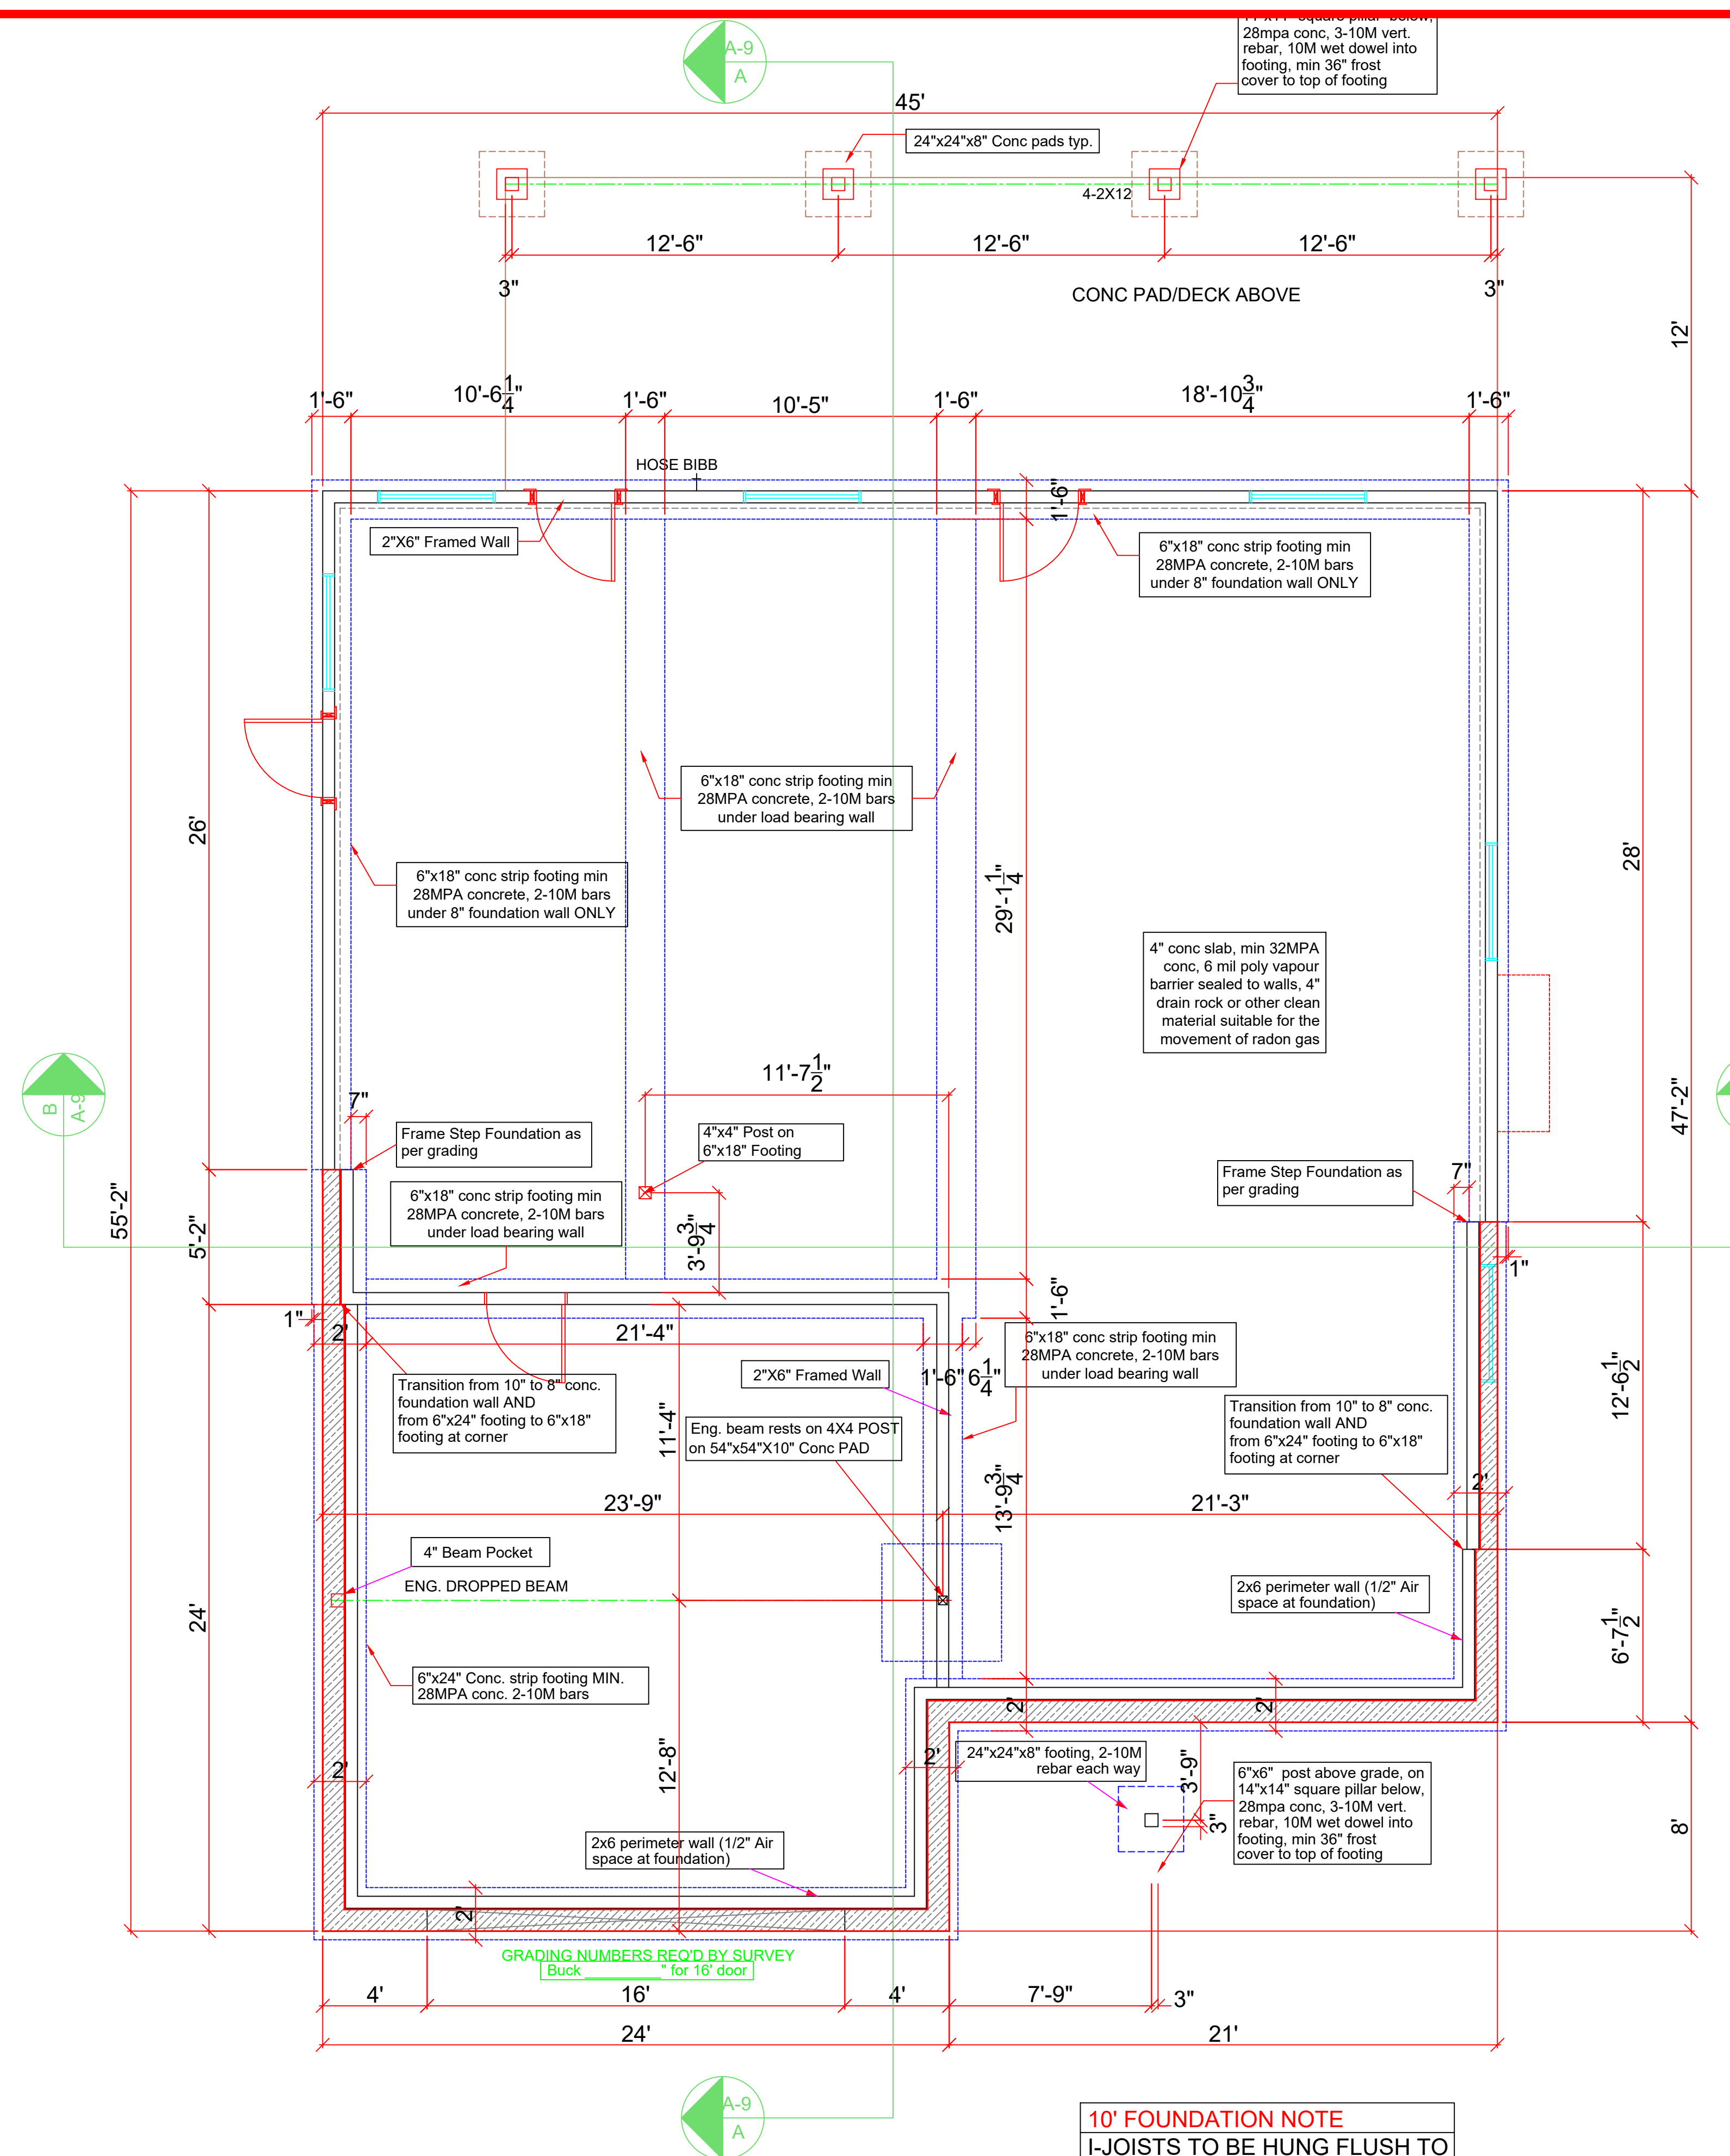 A-9
A
14"x14" square pillar below,
28mpa conc, 3-10M vert.
rebar, 10M wet dowel into
footing, min 36" frost
cover to top of footing
45'
24"x24"x8" Conc pads typ.
4-2X12
12'-6"
12'-6"
12'-6"
3"
3"
CONC PAD/DECK ABOVE
12'
1'-6"
10'-6 1/4"
1'-6"
10'-5"
1'-6"
18'-10 3/4"
1'-6"
HOSE BIBB
1'-6"
2"X6" Framed Wall
6"x18" conc strip footing min
28MPA concrete, 2-10M bars
under 8" foundation wall ONLY
6"x18" conc strip footing min
28MPA concrete, 2-10M bars
under load bearing wall
26'
28'
6"x18" conc strip footing min
28MPA concrete, 2-10M bars
under 8" foundation wall ONLY
29'-1 1/4"
4" conc slab, min 32MPA
conc, 6 mil poly vapour
barrier sealed to walls, 4"
drain rock or other clean
material suitable for the
movement of radon gas
11'-7 1/2"
B
A-9
7"
47'-2"
Frame Step Foundation as
per grading
4"x4" Post on
6"x18" Footing
Frame Step Foundation as
per grading
7"
6"x18" conc strip footing min
28MPA concrete, 2-10M bars
under load bearing wall
55'-2"
5'-2"
3'-9 3/4"
1"
1'-6"
1"
2'
21'-4"
6"x18" conc strip footing min
28MPA concrete, 2-10M bars
under load bearing wall
1'-6"
6 1/4"
2"X6" Framed Wall
Transition from 10" to 8" conc.
foundation wall AND
from 6"x24" footing to 6"x18"
footing at corner
11'-4"
Eng. beam rests on 4X4 POST
on 54"x54"X10" Conc PAD
Transition from 10" to 8" conc.
foundation wall AND
from 6"x24" footing to 6"x18"
footing at corner
12'-6 1/2"
2'
13'-9 3/4"
23'-9"
21'-3"
4" Beam Pocket
ENG. DROPPED BEAM
2x6 perimeter wall (1/2" Air
space at foundation)
24'
6'-7 1/2"
6"x24" Conc. strip footing MIN.
28MPA conc. 2-10M bars
2'
2'
2'
2'
12'-8"
24"x24"x8" footing, 2-10M
rebar each way
3'-9"
3"
6"x6" post above grade, on
14"x14" square pillar below,
28mpa conc, 3-10M vert.
rebar, 10M wet dowel into
footing, min 36" frost
cover to top of footing
8'
2x6 perimeter wall (1/2" Air
space at foundation)
2'
GRADING NUMBERS REQ'D BY SURVEY
Buck __________" for 16' door
4'
16'
4'
7'-9"
3"
24'
21'
A-9
A
10' FOUNDATION NOTE
I-JOISTS TO BE HUNG FLUSH TO